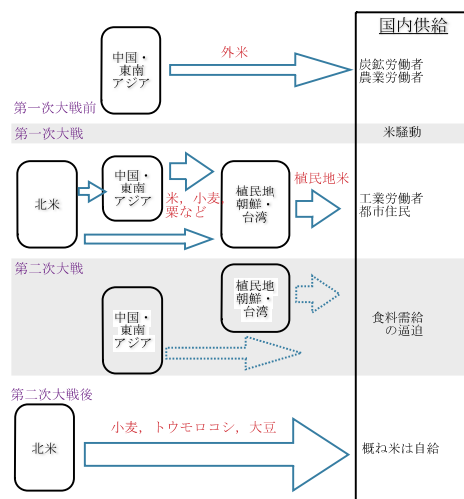 国内供給
中国・
東南
アジア
外米
炭鉱労働者
農業労働者
第一次大戦前
第一次大戦
米騒動
北米
中国・
東南
アジア
米，小麦，
粟など
植民地
朝鮮・
台湾
植民地米
工業労働者
都市住民
第二次大戦
植民地
朝鮮・
台湾
中国・
東南
アジア
食料需給
の逼迫
第二次大戦後
北米
小麦，トウモロコシ，大豆
概ね米は自給